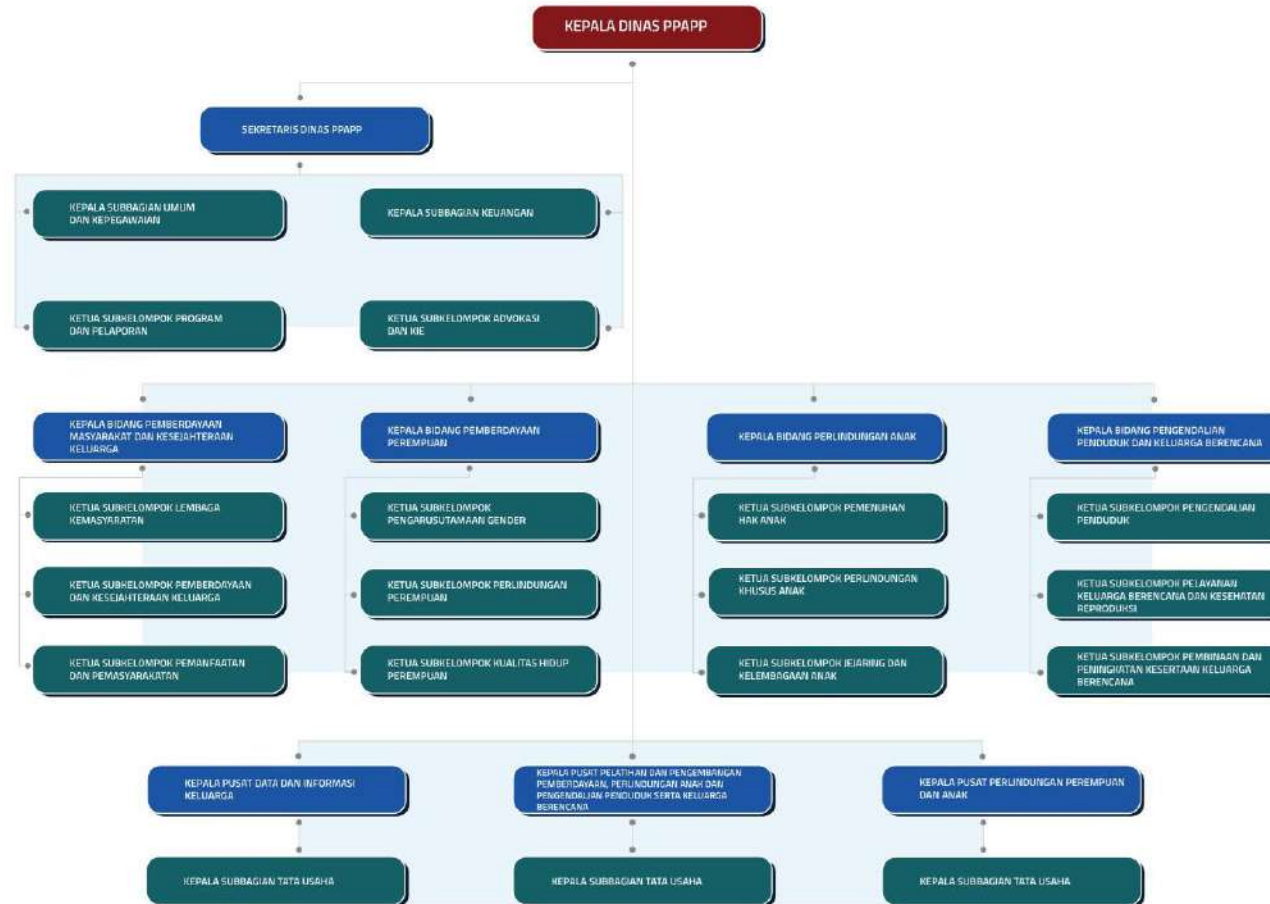 KEPALA DINAS PPAPP
SEKRETARIS DINAS PPAPP
KEPALA SUBBAGIAN UMUM
DAN KEPEGAWAIAN
KEPALA SUBBAGIAN KEUANGAN
KETUA SUBKELOMPOK PROGRAM
DAN PELAPORAN
KETUA SUBKELOMPOK ADVOKASI
DAN KIE
KEPALA BIDANG PEMBERDAYAAN
MASYARAKAT DAN KESEJAHTERAAN
KELUARGA
KEPALA BIDANG PEMBERDAYAAN
PEREMPUAN
KEPALA BIDANG PERLINDUNGAN ANAK
KEPALA BIDANG PENGENDALIAN
PENDUDUK DAN KELUARGA BERENCANA
KETUA SUBKELOMPOK LEMBAGA
KEMASYARATAN
KETUA SUBKELOMPOK
PENGARUSUTAMAAN GENDER
KETUA SUBKELOMPOK PEMENUHAN
HAK ANAK
KETUA SUBKELOMPOK PENGENDALIAN
PENDUDUK
KETUA SUBKELOMPOK PEMBERDAYAAN
DAN KESEJAHTERAAN KELUARGA
KETUA SUBKELOMPOK PERLINDUNGAN
PEREMPUAN
KETUA SUBKELOMPOK PERLINDUNGAN
KHUSUS ANAK
KETUA SUBKELOMPOK PELAYANAN
KELUARGA BERENCANA DAN KESEHATAN
REPRODUKSI
KETUA SUBKELOMPOK PEMANFAATAN
DAN PEMASYARAKATAN
KETUA SUBKELOMPOK KUALITAS HIDUP
PEREMPUAN
KETUA SUBKELOMPOK JEJARING DAN
KELEMBAGAAN ANAK
KETUA SUBKELOMPOK PEMBINAAN DAN
PENINGKATAN KESERTAAN KELUARGA
BERENCANA
KEPALA PUSAT DATA DAN INFORMASI
KELUARGA
KEPALA PUSAT PELATIHAN DAN PENGEMBANGAN
PEMBERDAYAAN, PERLINDUNGAN ANAK DAN
PENGENDALIAN PENDUDUK SERTA KELUARGA
BERENCANA
KEPALA PUSAT PERLINDUNGAN PEREMPUAN
DAN ANAK
KEPALA SUBBAGIAN TATA USAHA
KEPALA SUBBAGIAN TATA USAHA
KEPALA SUBBAGIAN TATA USAHA